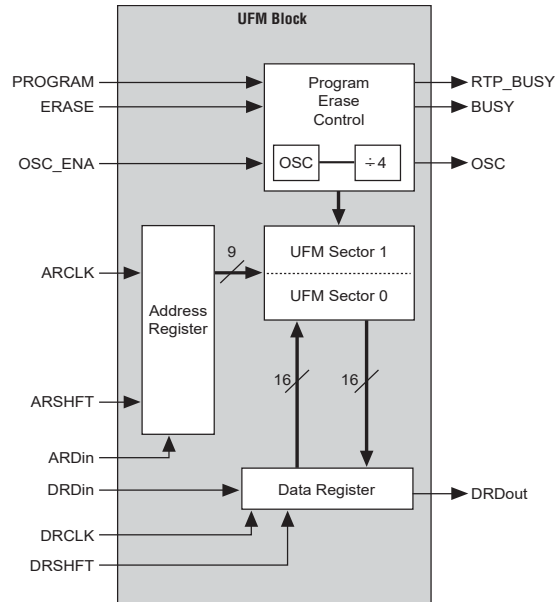 UFM Block
PROGRAM
ERASE
OSC_ENA
Program
Erase
Control
OSC
÷ 4
RTP_BUSY
BUSY
OSC
UFM Sector 1
UFM Sector 0
9
ARCLK
Address
Register
ARSHFT
ARDin
16
16
DRDin
Data Register
DRDout
DRCLK
DRSHFT